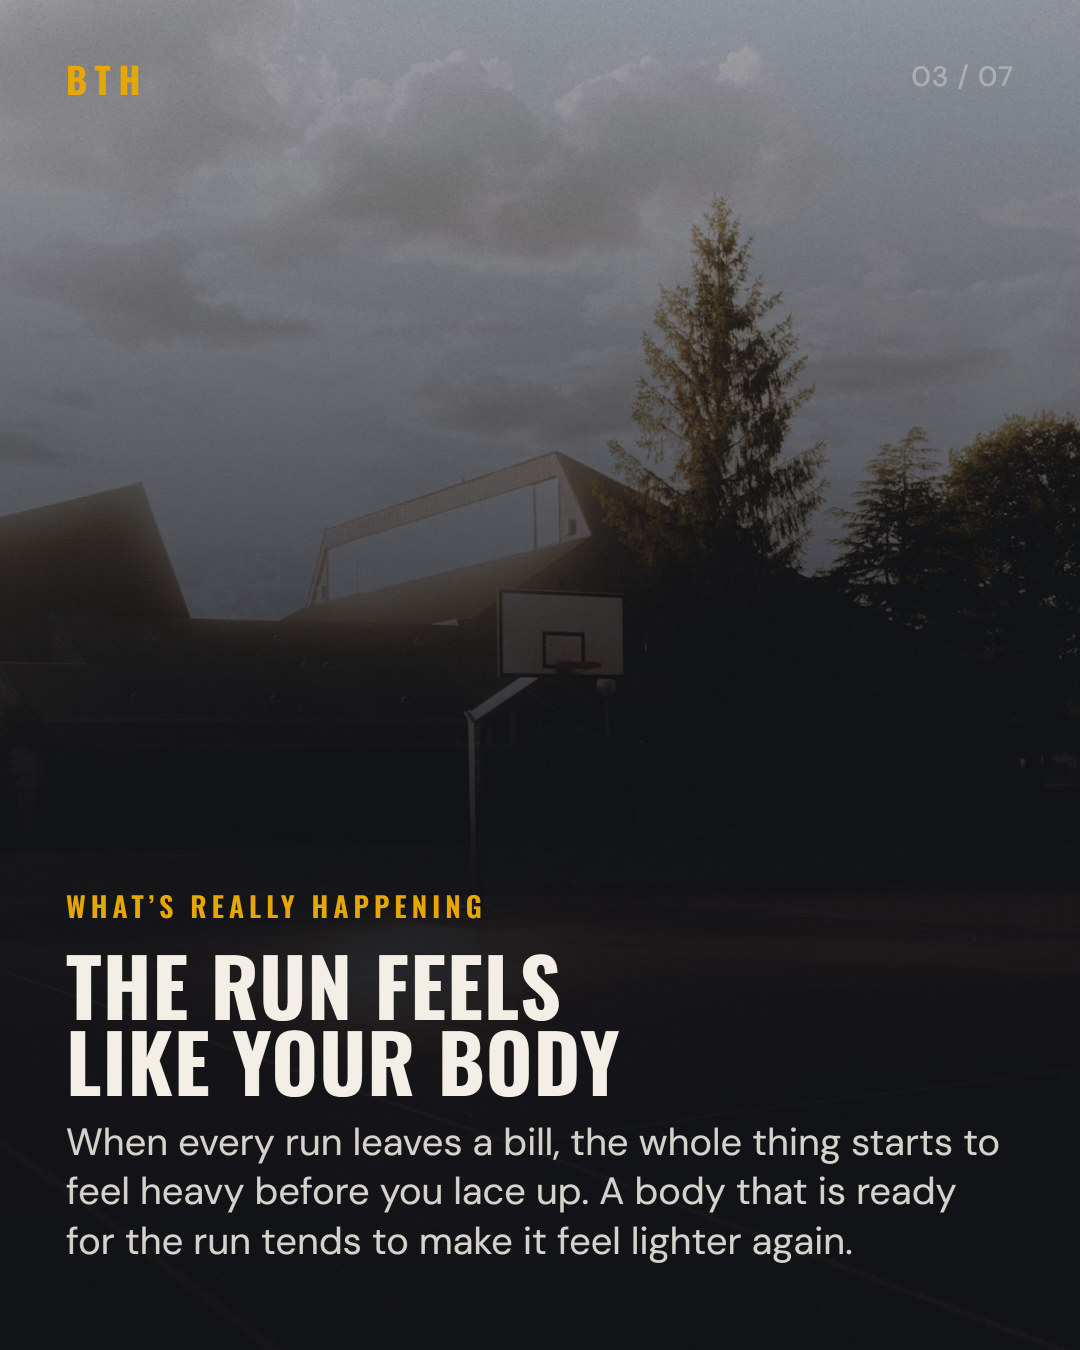 BTH
03 / 07
WHAT’S REALLY HAPPENING
THE RUN FEELS
LIKE YOUR BODY
When every run leaves a bill, the whole thing starts to
feel heavy before you lace up. A body that is ready
for the run tends to make it feel lighter again.